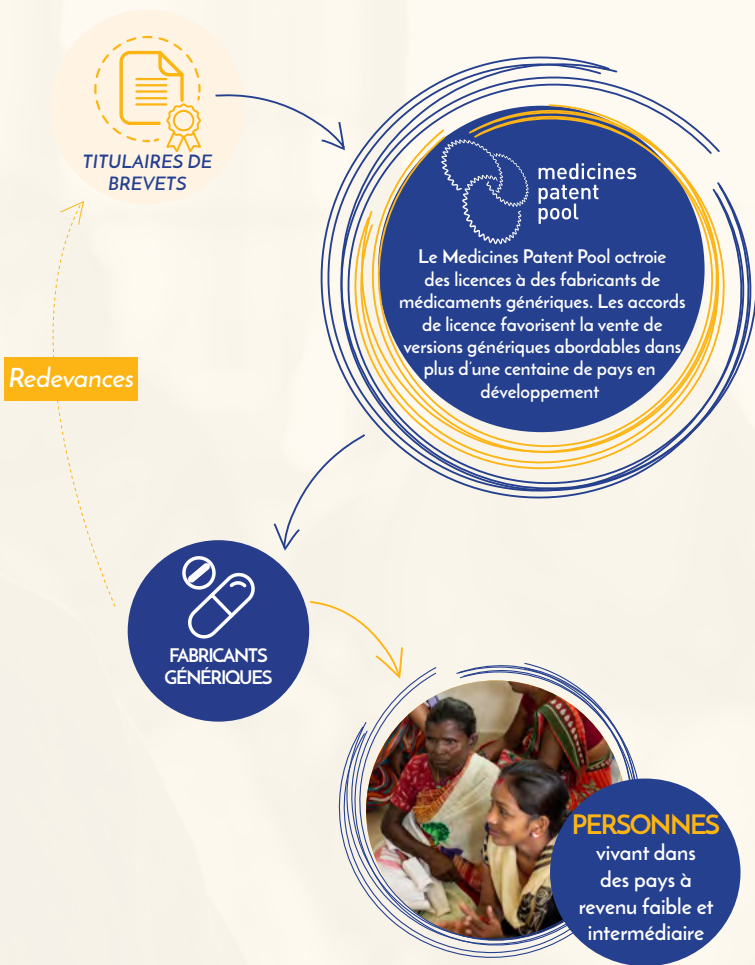 TITULAIRES DE
BREVETS
medicines
patent
pool
Le Medicines Patent Pool octroie
des licences à des fabricants de
médicaments génériques. Les accords
de licence favorisent la vente de
versions génériques abordables dans
plus d'une centaine de pays en
développement
Redevances
FABRICANTS
GÉNÉRIQUES
PERSONNES
vivant dans
des pays à
revenu faible et
intermédiaire